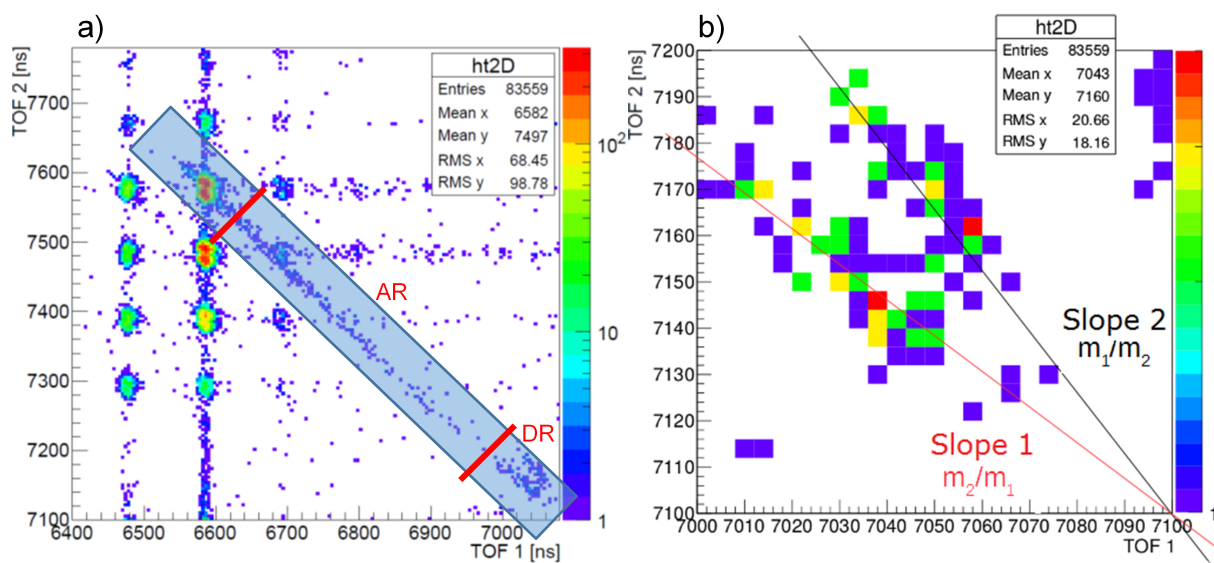 a)
TOF 2 [ns]
7700
7600
7500
7400
7300
7200
7100
6400
6500
6600
6700
6800
6900
7000
TOF 1 [ns]
ht2D
Entries 83559
Mean x 6582
Mean y 7497
RMS x 68.45
RMS y 98.78
AR
DR
10²
10
1
b)
TOF 2 [ns]
7200
7190
7180
7170
7160
7150
7140
7130
7120
7110
7100
7000
7010
7020
7030
7040
7050
7060
7070
7080
7090
7100
TOF 1
ht2D
Entries 83559
Mean x 7043
Mean y 7160
RMS x 20.66
RMS y 18.16
Slope 2
m₁/m₂
Slope 1
m₂/m₁
1